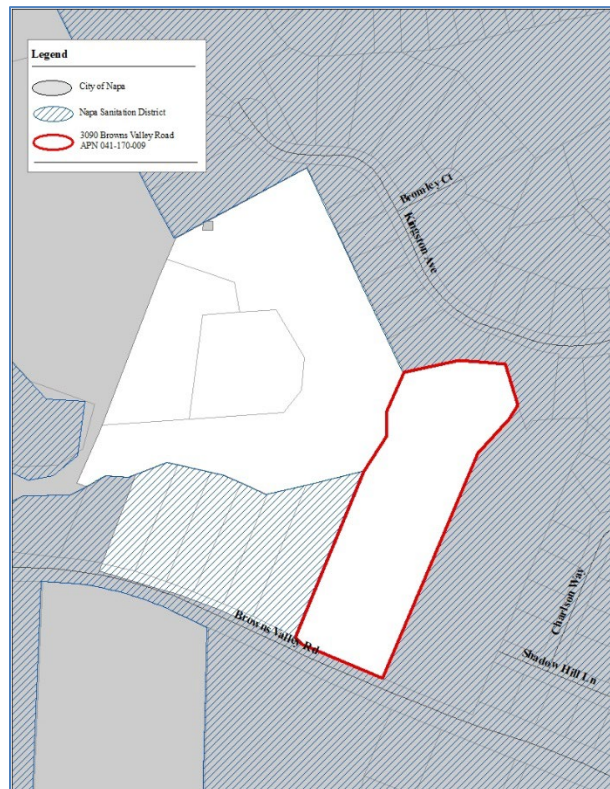 Legend
City of Napa
Napa Sanitation District
3090 Browns Valley Road
APN 041-170-009
Bromley Ct
Kingston Ave
Charlson Way
Browns Valley Rd
Shadow Hill Ln